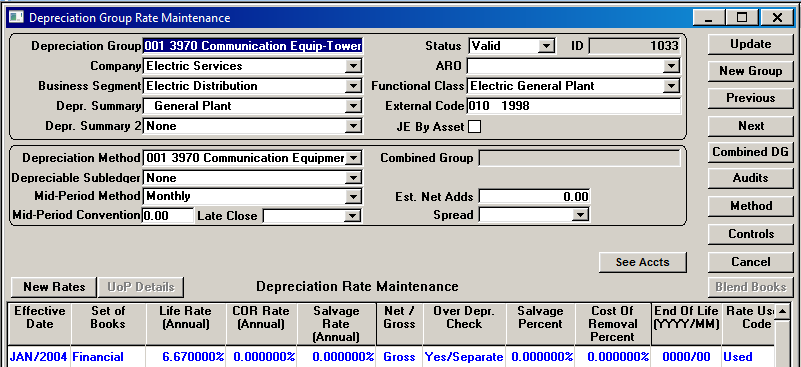 Depreciation Group Rate Maintenance
Depreciation Group 001 3970 Communication Equip-Tower Status Valid ID 1033 Update
Company Electric Services ARO New Group
Business Segment Electric Distribution Functional Class Electric General Plant
Depr. Summary General Plant External Code 010 1998 Previous
Depr. Summary 2 None JE By Asset Next
Depreciation Method 001 3970 Communication Equipmer Combined Group Combined DG
Depreciable Subledger None Audits
Mid-Period Method Monthly Est. Net Adds 0.00 Method
Mid-Period Convention 0.00 Late Close Spread
Controls
See Accts Cancel
New Rates UoP Details Depreciation Rate Maintenance Blend Books
Effective Date Set of Books Life Rate (Annual) COR Rate (Annual) Salvage Rate (Annual) Net / Gross Over Depr. Check Salvage Percent Cost Of Removal Percent End Of Life (YYYY/MM) Rate Use Code
JAN/2004 Financial 6.670000% 0.000000% 0.000000% Gross Yes/Separate 0.000000% 0.000000% 0000/00 Used